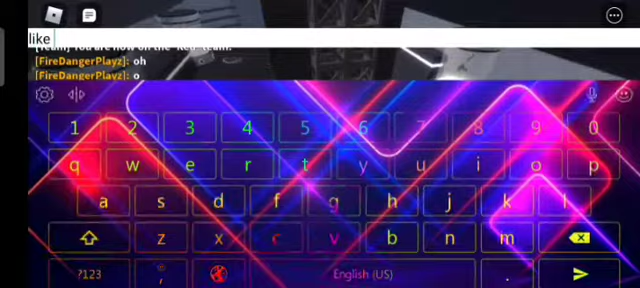 like
[Team] You are now on the 'Red' team.
[FireDangerPlayz]: oh
[FireDangerPlayz]: o
1 2 3 4 5 6 7 8 9 0
q w e r t y u i o p
a s d f g h j k l
z x c v b n m
?123 , English (US) .